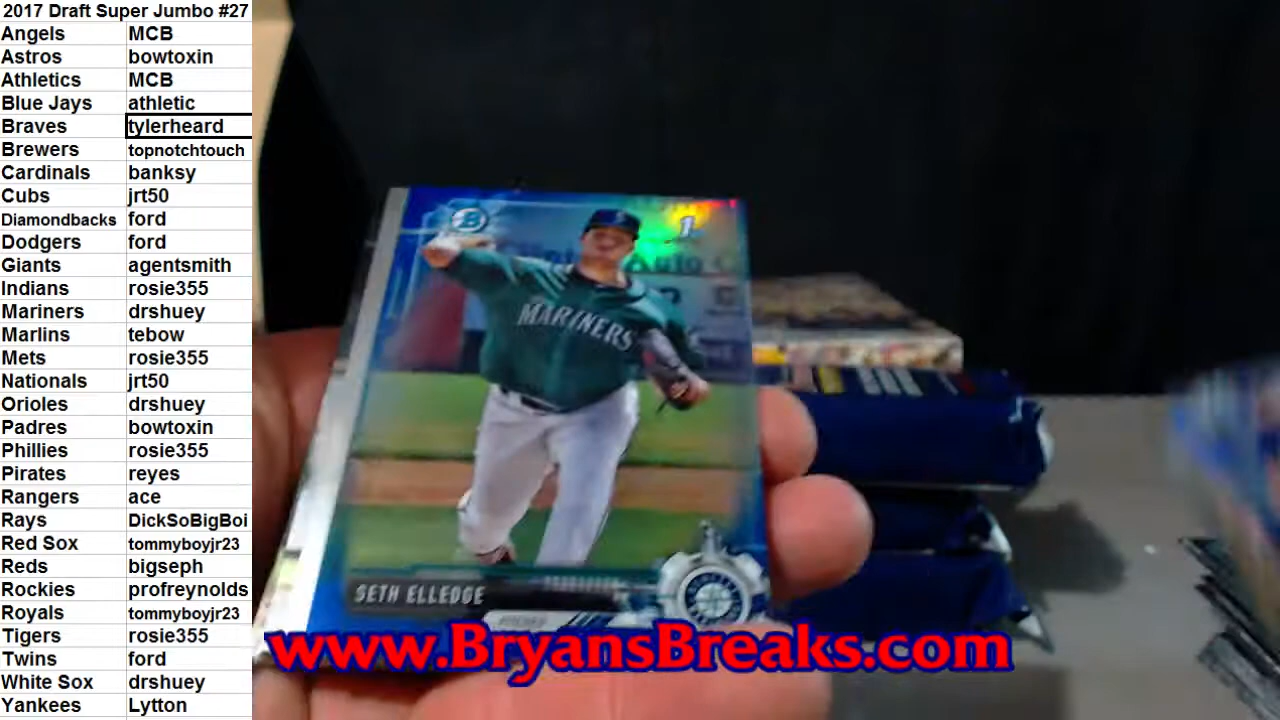 2017 Draft Super Jumbo #27
Angels MCB
Astros bowtoxin
Athletics MCB
Blue Jays athletic
Braves tylerheard
Brewers topnotchtouch
Cardinals banksy
Cubs jrt50
Diamondbacks ford
Dodgers ford
Giants agentsmith
Indians rosie355
Mariners drshuey
Marlins tebow
Mets rosie355
Nationals jrt50
Orioles drshuey
Padres bowtoxin
Phillies rosie355
Pirates reyes
Rangers ace
Rays DickSoBigBoi
Red Sox tommyboyjr23
Reds bigseph
Rockies profreynolds
Royals tommyboyjr23
Tigers rosie355
Twins ford
White Sox drshuey
Yankees Lytton
B
1
MARINERS
SETH ELLEDGE
PITCHER
www.BryansBreaks.com